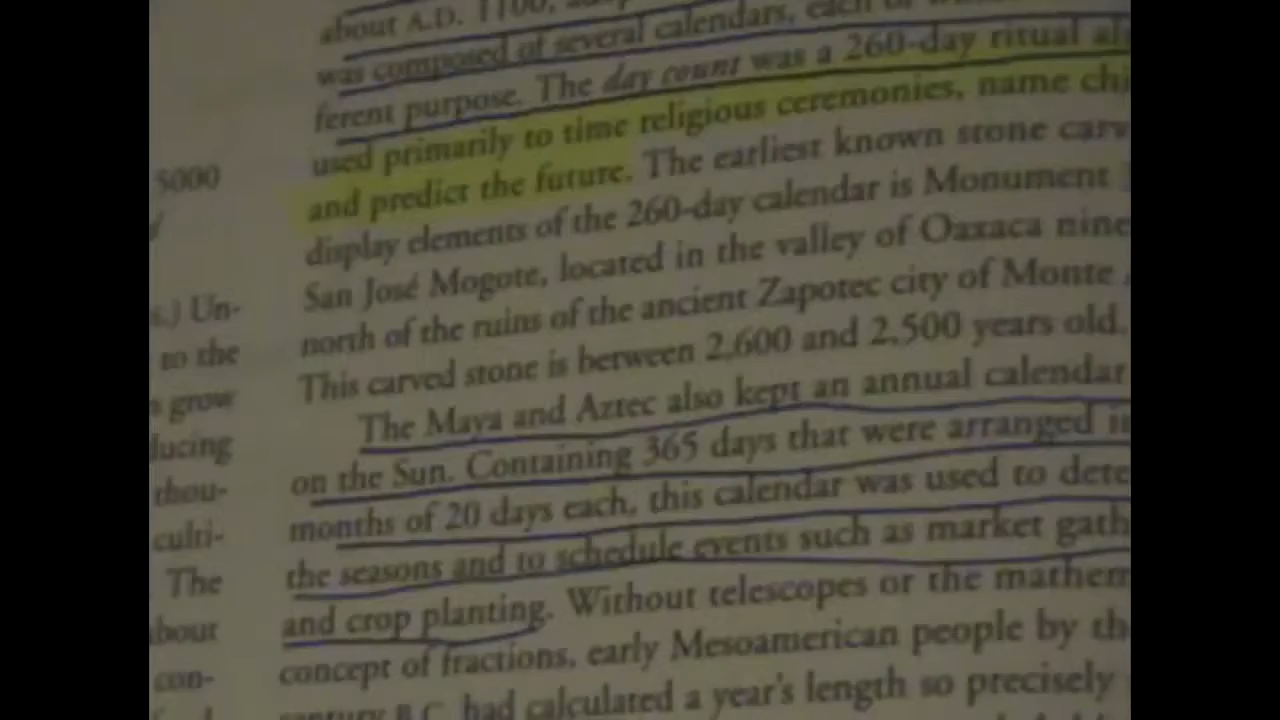 5000
s.) Un-
to the
grow
ducing
thou-
culti-
The
about
con-
about A.D. 1100,
was composed of several calendars, each of
ferent purpose. The day count was a 260-day ritual al
used primarily to time religious ceremonies, name chi
and predict the future. The earliest known stone carv
display elements of the 260-day calendar is Monument
San José Mogote, located in the valley of Oaxaca nine
north of the ruins of the ancient Zapotec city of Monte
This carved stone is between 2,600 and 2,500 years old.
The Maya and Aztec also kept an annual calendar
on the Sun. Containing 365 days that were arranged in
months of 20 days each, this calendar was used to dete
the seasons and to schedule events such as market gath
and crop planting. Without telescopes or the mathem
concept of fractions, early Mesoamerican people by th
century B.C. had calculated a year's length so precisely